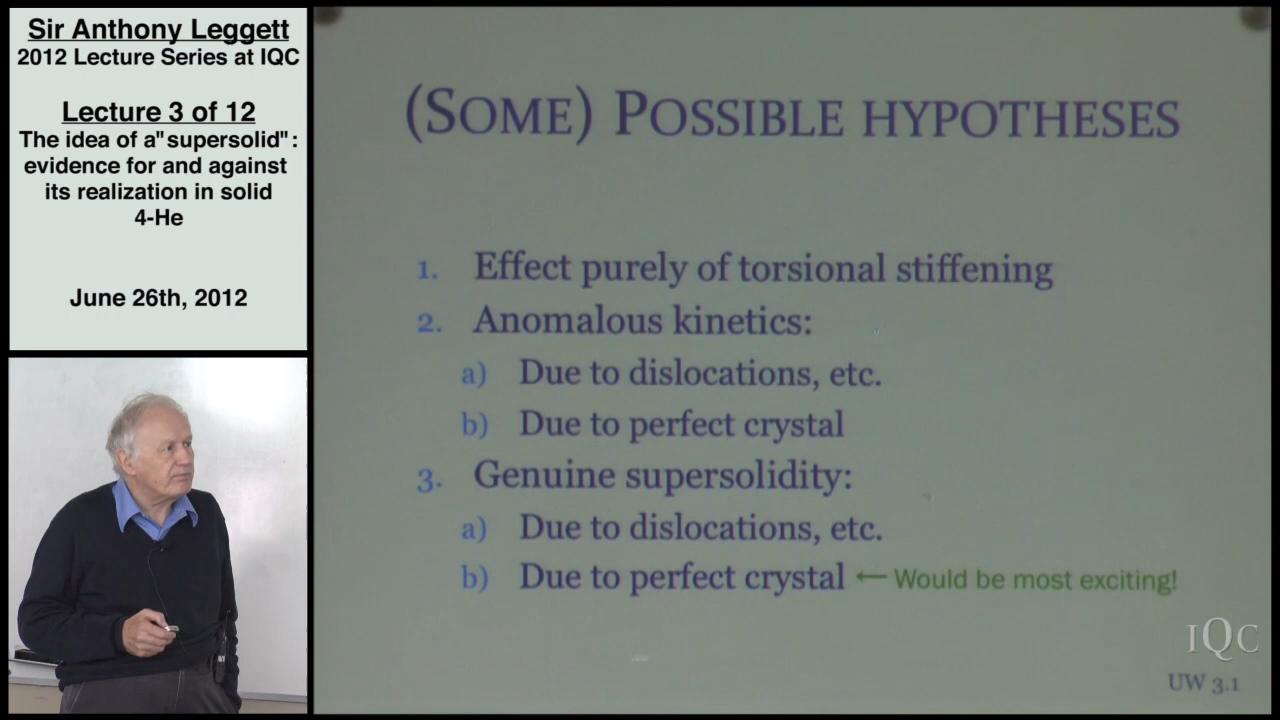 Sir Anthony Leggett
2012 Lecture Series at IQC
Lecture 3 of 12
The idea of a"supersolid":
evidence for and against
its realization in solid
4-He
June 26th, 2012
(SOME) POSSIBLE HYPOTHESES
1. Effect purely of torsional stiffening
2. Anomalous kinetics:
a) Due to dislocations, etc.
b) Due to perfect crystal
3. Genuine supersolidity:
a) Due to dislocations, etc.
b) Due to perfect crystal ← Would be most exciting!
IQC
UW 3.1